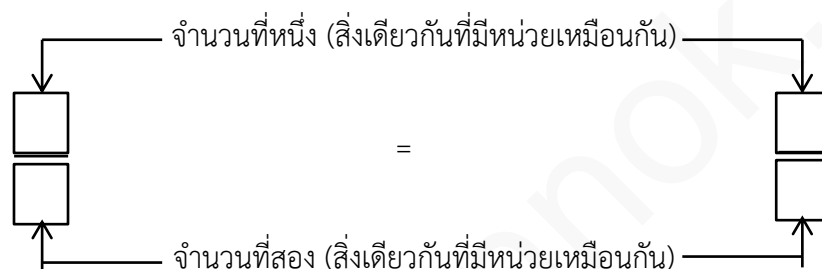 จำนวนที่หนึ่ง (สิ่งเดียวกันที่มีหน่วยเหมือนกัน)
=
จำนวนที่สอง (สิ่งเดียวกันที่มีหน่วยเหมือนกัน)